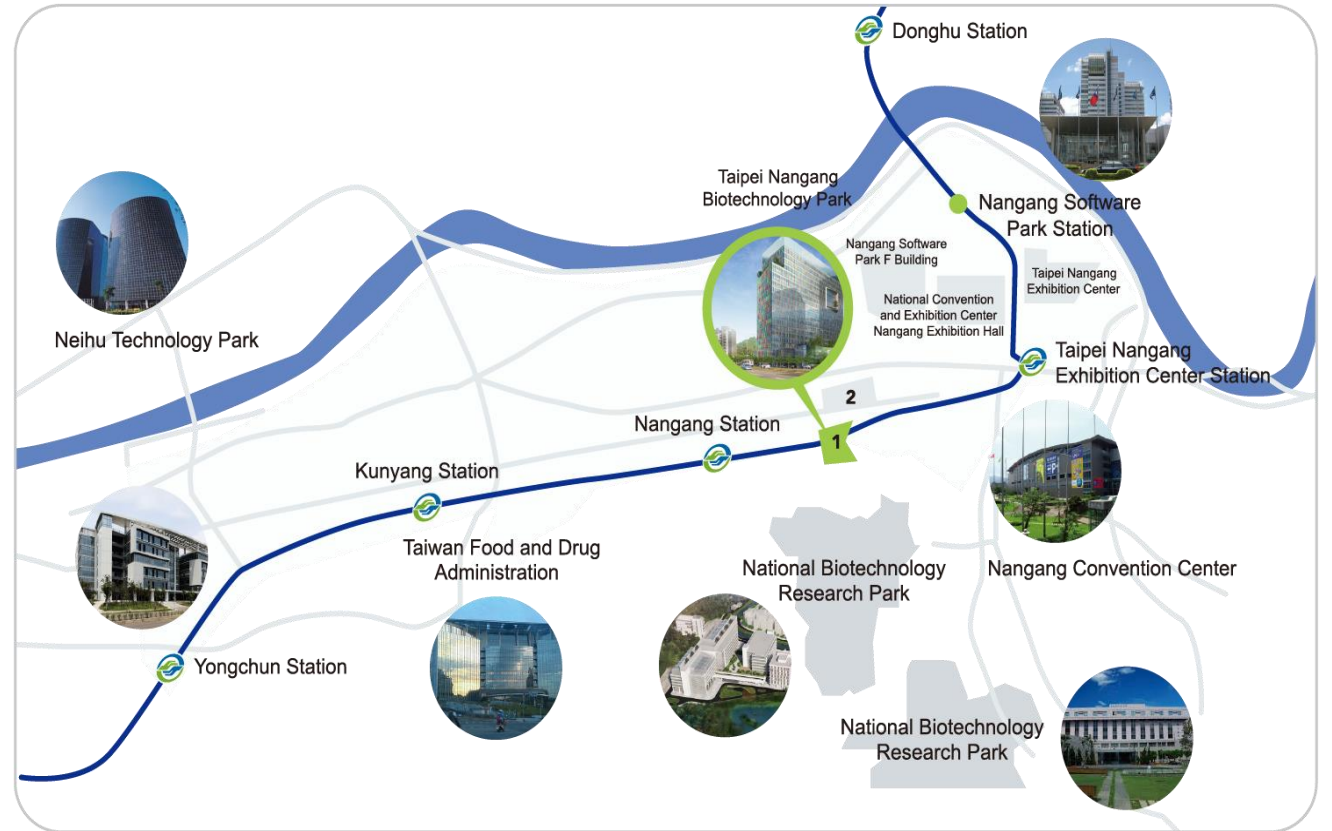 Donghu Station
Taipei Nangang
Biotechnology Park
Nangang Software
Park Station
Nangang Software
Park F Building
Taipei Nangang
Exhibition Center
National Convention
and Exhibition Center
Nangang Exhibition Hall
Neihu Technology Park
Taipei Nangang
Exhibition Center Station
2
1
Nangang Station
Kunyang Station
Taiwan Food and Drug
Administration
National Biotechnology
Research Park
Nangang Convention Center
Yongchun Station
National Biotechnology
Research Park